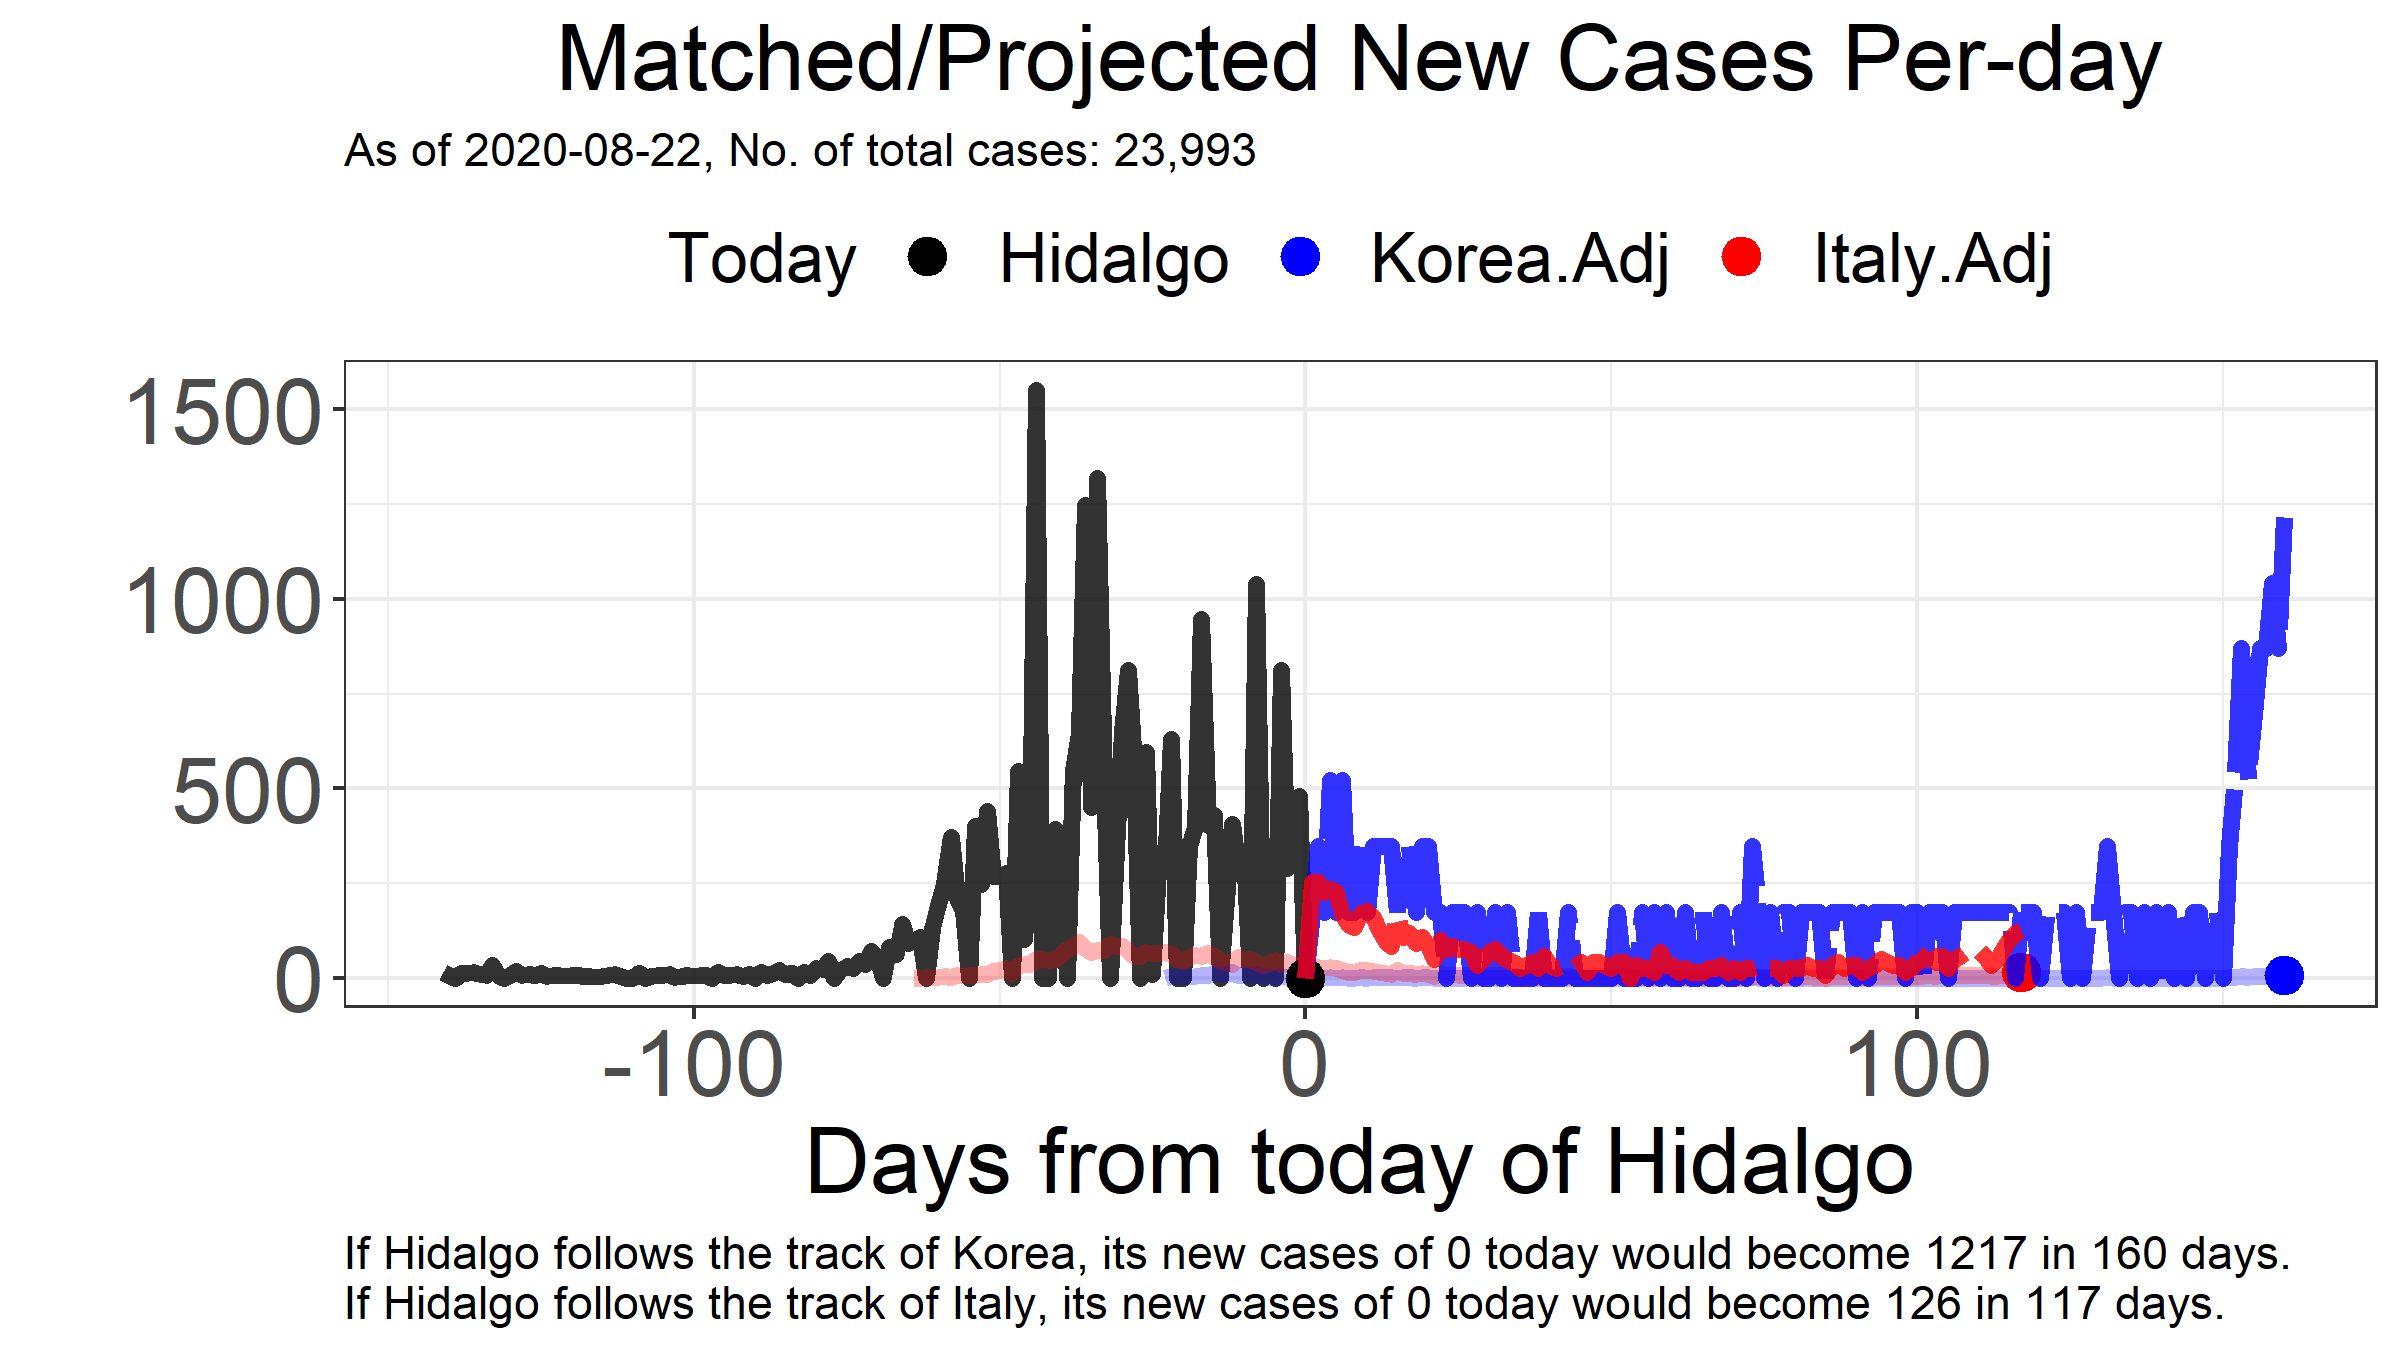 Matched/Projected New Cases Per-day
As of 2020-08-22, No. of total cases: 23,993
Today Hidalgo Korea.Adj Italy.Adj
1500
1000
500
0
-100 0 100
Days from today of Hidalgo
If Hidalgo follows the track of Korea, its new cases of 0 today would become 1217 in 160 days.
If Hidalgo follows the track of Italy, its new cases of 0 today would become 126 in 117 days.